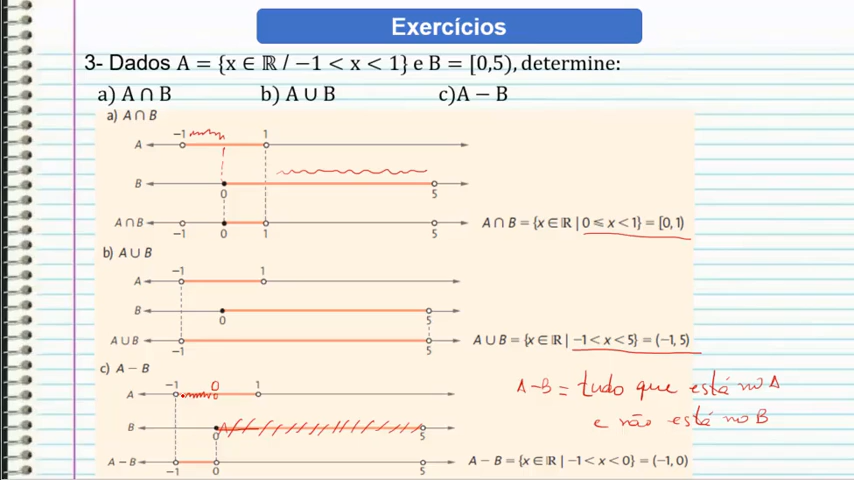 Exercícios
3- Dados A = {x ∈ ℝ / −1 < x < 1} e B = [0,5), determine:
a) A ∩ B b) A ∪ B c)A − B
a) A ∩ B
−1 1
A
B
0 5
A ∩ B
−1 0 1 5
A ∩ B = {x ∈ ℝ | 0 ⩽ x < 1} = [0, 1)
b) A ∪ B
−1 1
A
B
0 5
A ∪ B
−1 5
A ∪ B = {x ∈ ℝ | −1 < x < 5} = (−1, 5)
c) A − B
−1 0 1
A
A-B = tudo que está no A
e não está no B
B
0 5
A − B
−1 0 5
A − B = {x ∈ ℝ | −1 < x < 0} = (−1, 0)